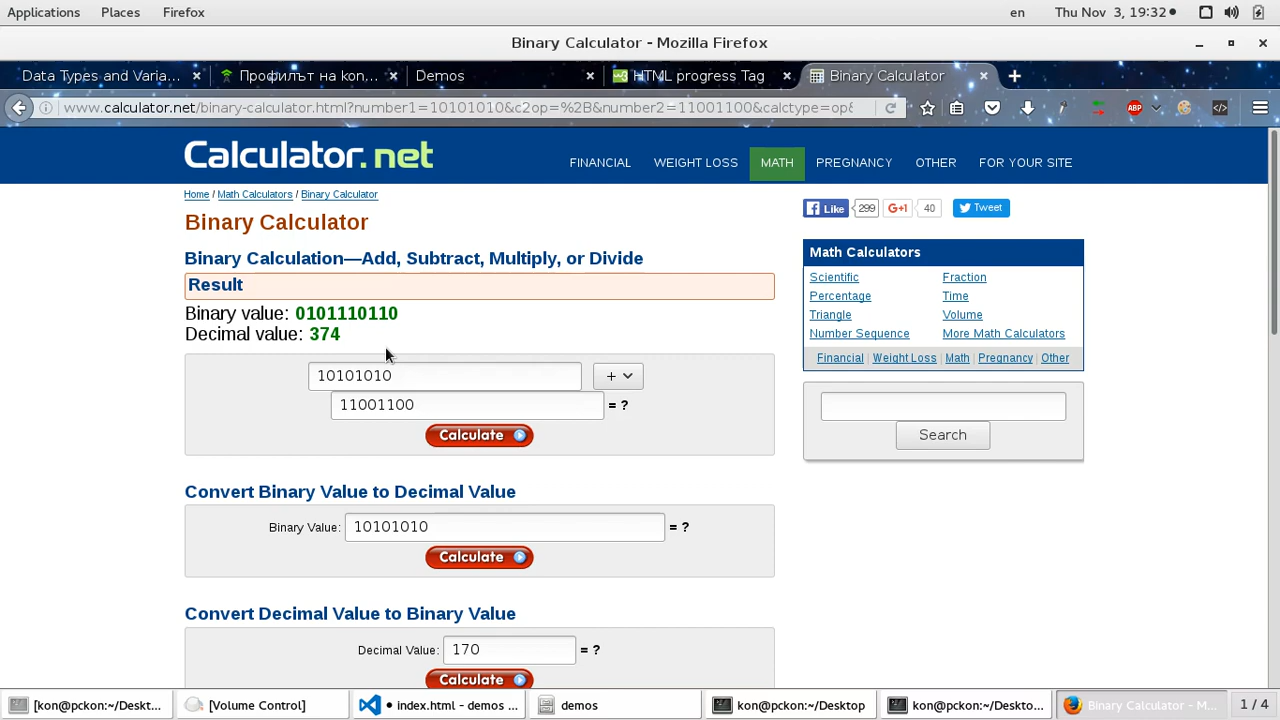 Applications Places Firefox en Thu Nov 3, 19:32
Binary Calculator - Mozilla Firefox
Data Types and Varia... Профилът на kon... Demos HTML progress Tag Binary Calculator
www.calculator.net/binary-calculator.html?number1=10101010&c2op=%2B&number2=11001100&calctype=op& ABP
Calculator.net
FINANCIAL WEIGHT LOSS MATH PREGNANCY OTHER FOR YOUR SITE
Home / Math Calculators / Binary Calculator
Binary Calculator
Like 299 G+1 40 Tweet
Binary Calculation—Add, Subtract, Multiply, or Divide
Result
Binary value: 0101110110
Decimal value: 374
10101010 +
11001100 = ?
Calculate
Convert Binary Value to Decimal Value
Binary Value: 10101010 = ?
Calculate
Convert Decimal Value to Binary Value
Decimal Value: 170 = ?
Calculate
Math Calculators
Scientific Fraction
Percentage Time
Triangle Volume
Number Sequence More Math Calculators
Financial | Weight Loss | Math | Pregnancy | Other
Search
[kon@pckon:~/Deskt... [Volume Control] • index.html - demos ... demos kon@pckon:~/Desktop kon@pckon:~/Deskto... Binary Calculator - M... 1 / 4